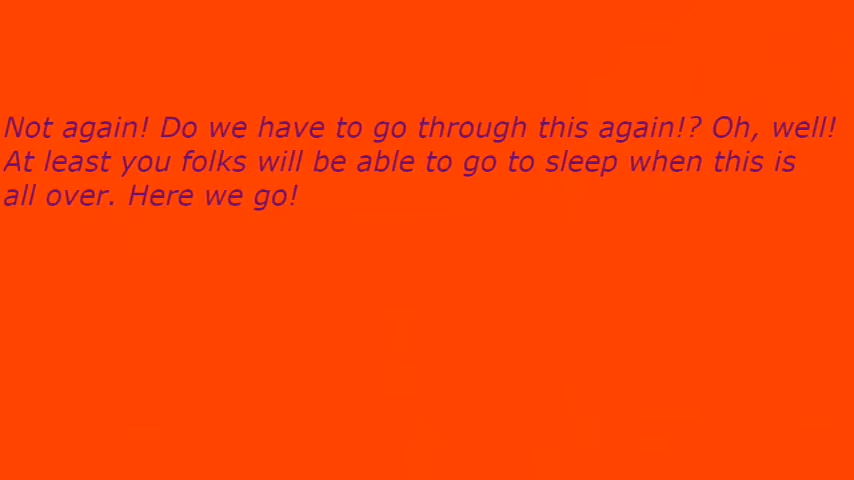 Not again! Do we have to go through this again!? Oh, well!
At least you folks will be able to go to sleep when this is
all over. Here we go!